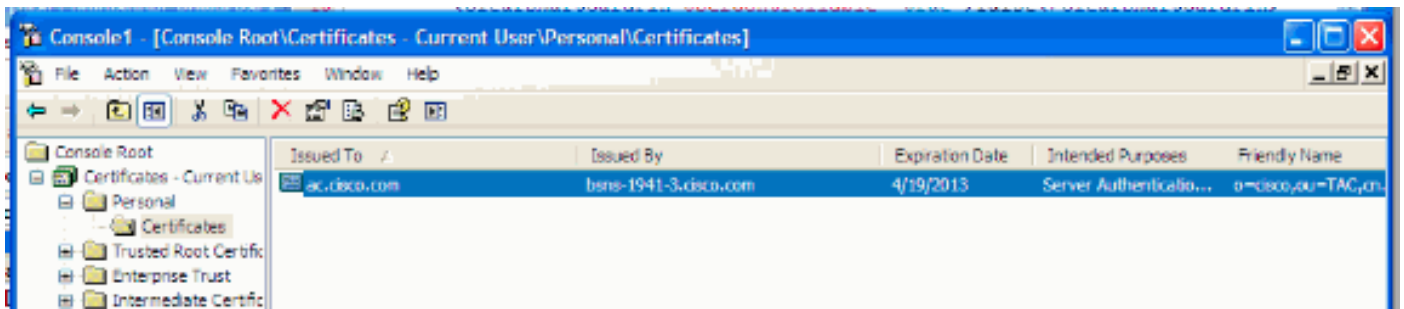 Console1 - [Console Root\Certificates - Current User\Personal\Certificates]
File Action View Favorites Window Help
Console Root
Issued To Issued By Expiration Date Intended Purposes Friendly Name
Certificates - Current Us
ac.cisco.com bsns-1941-3.cisco.com 4/19/2013 Server Authenticatio... o=cisco,ou=TAC,cn.
Personal
Certificates
Trusted Root Certific
Enterprise Trust
Intermediate Certific